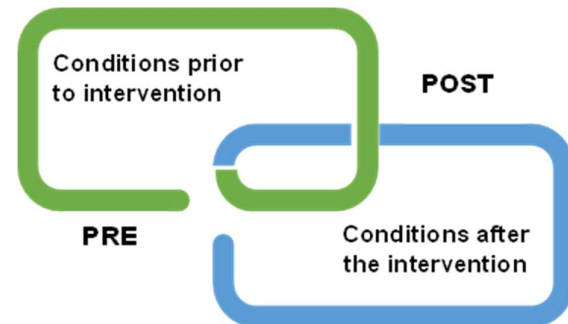 Conditions prior
to intervention
POST
PRE
Conditions after
the intervention